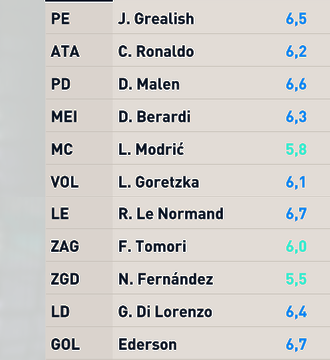 PE J. Grealish 6,5
ATA C. Ronaldo 6,2
PD D. Malen 6,6
MEI D. Berardi 6,3
MC L. Modrić 5,8
VOL L. Goretzka 6,1
LE R. Le Normand 6,7
ZAG F. Tomori 6,0
ZGD N. Fernández 5,5
LD G. Di Lorenzo 6,4
GOL Ederson 6,7